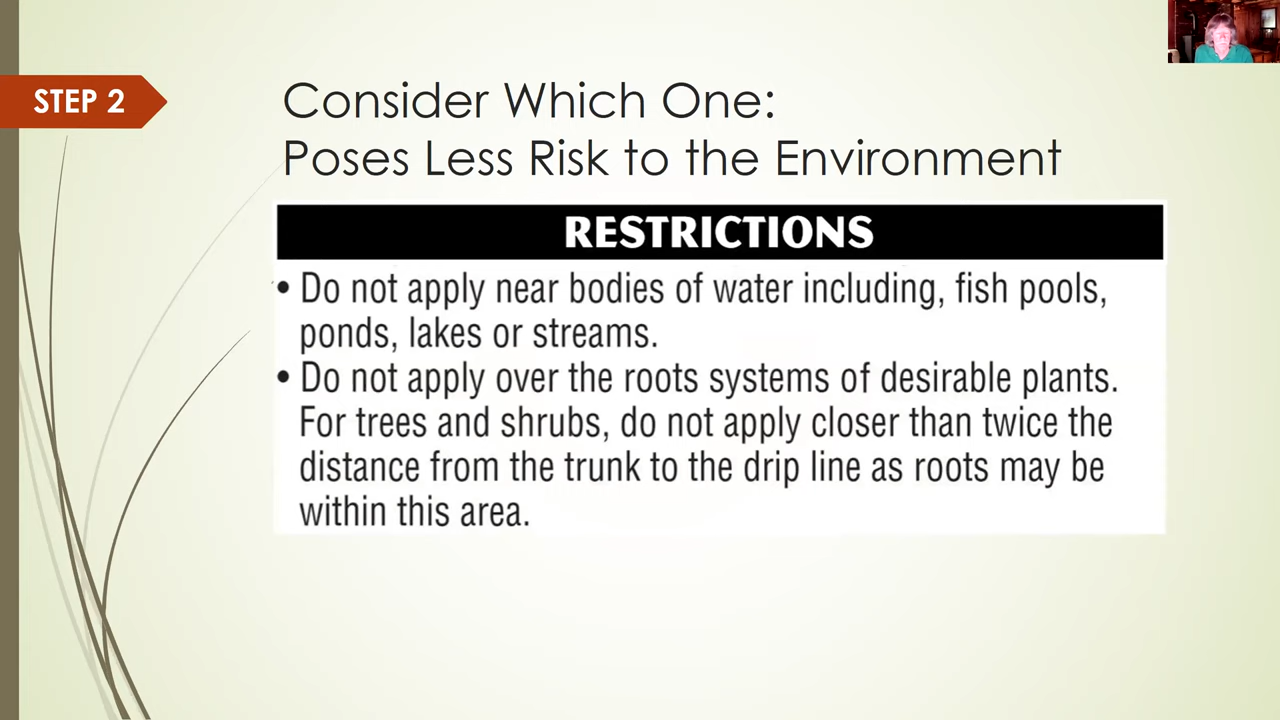 STEP 2
Consider Which One:
Poses Less Risk to the Environment
RESTRICTIONS
• Do not apply near bodies of water including, fish pools,
ponds, lakes or streams.
• Do not apply over the roots systems of desirable plants.
For trees and shrubs, do not apply closer than twice the
distance from the trunk to the drip line as roots may be
within this area.